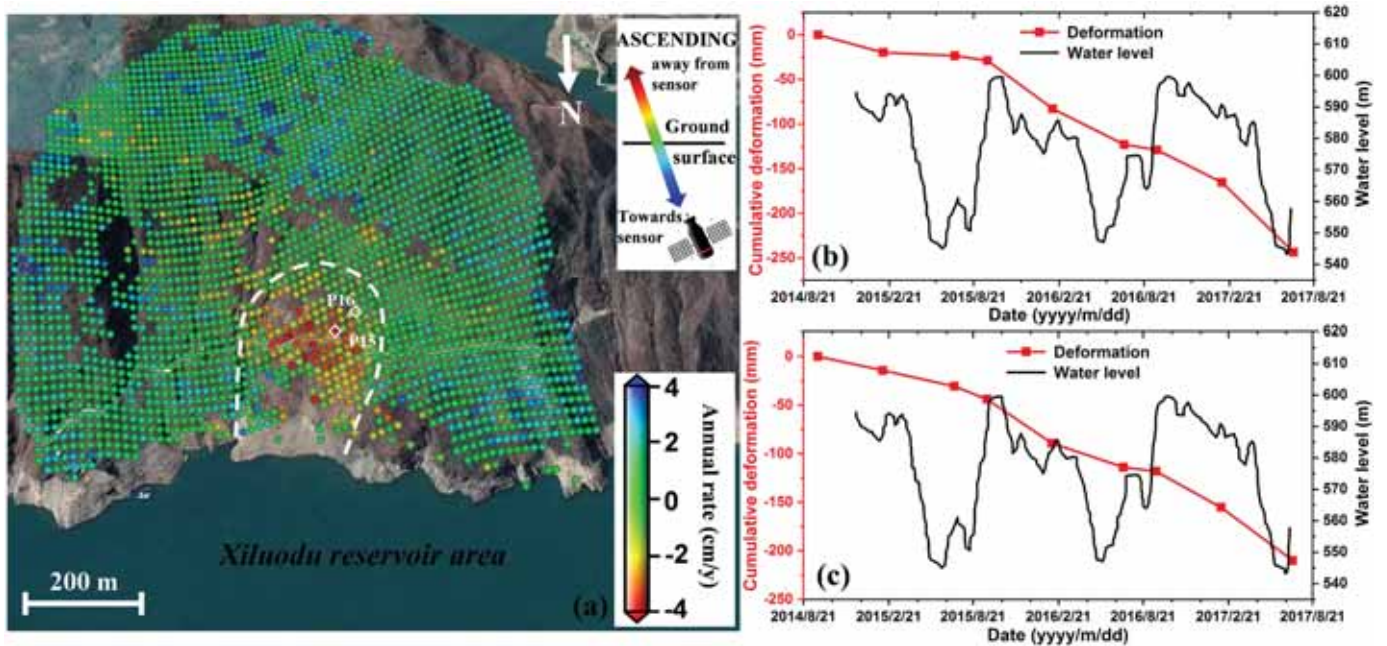 ASCENDING
away from
sensor
N
Ground
surface
Towards
sensor
P16
P15
4
2
0
-2
-4
Annual rate (cm/y)
Xiluodu reservoir area
200 m
(a)
Deformation
Water level
0
-50
-100
-150
-200
-250
Cumulative deformation (mm)
620
610
600
590
580
570
560
550
540
Water level (m)
(b)
2014/8/21 2015/2/21 2015/8/21 2016/2/21 2016/8/21 2017/2/21 2017/8/21
Date (yyyy/m/dd)
Deformation
Water level
0
-50
-100
-150
-200
-250
Cumulative deformation (mm)
620
610
600
590
580
570
560
550
540
Water level (m)
(c)
2014/8/21 2015/2/21 2015/8/21 2016/2/21 2016/8/21 2017/2/21 2017/8/21
Date (yyyy/m/dd)